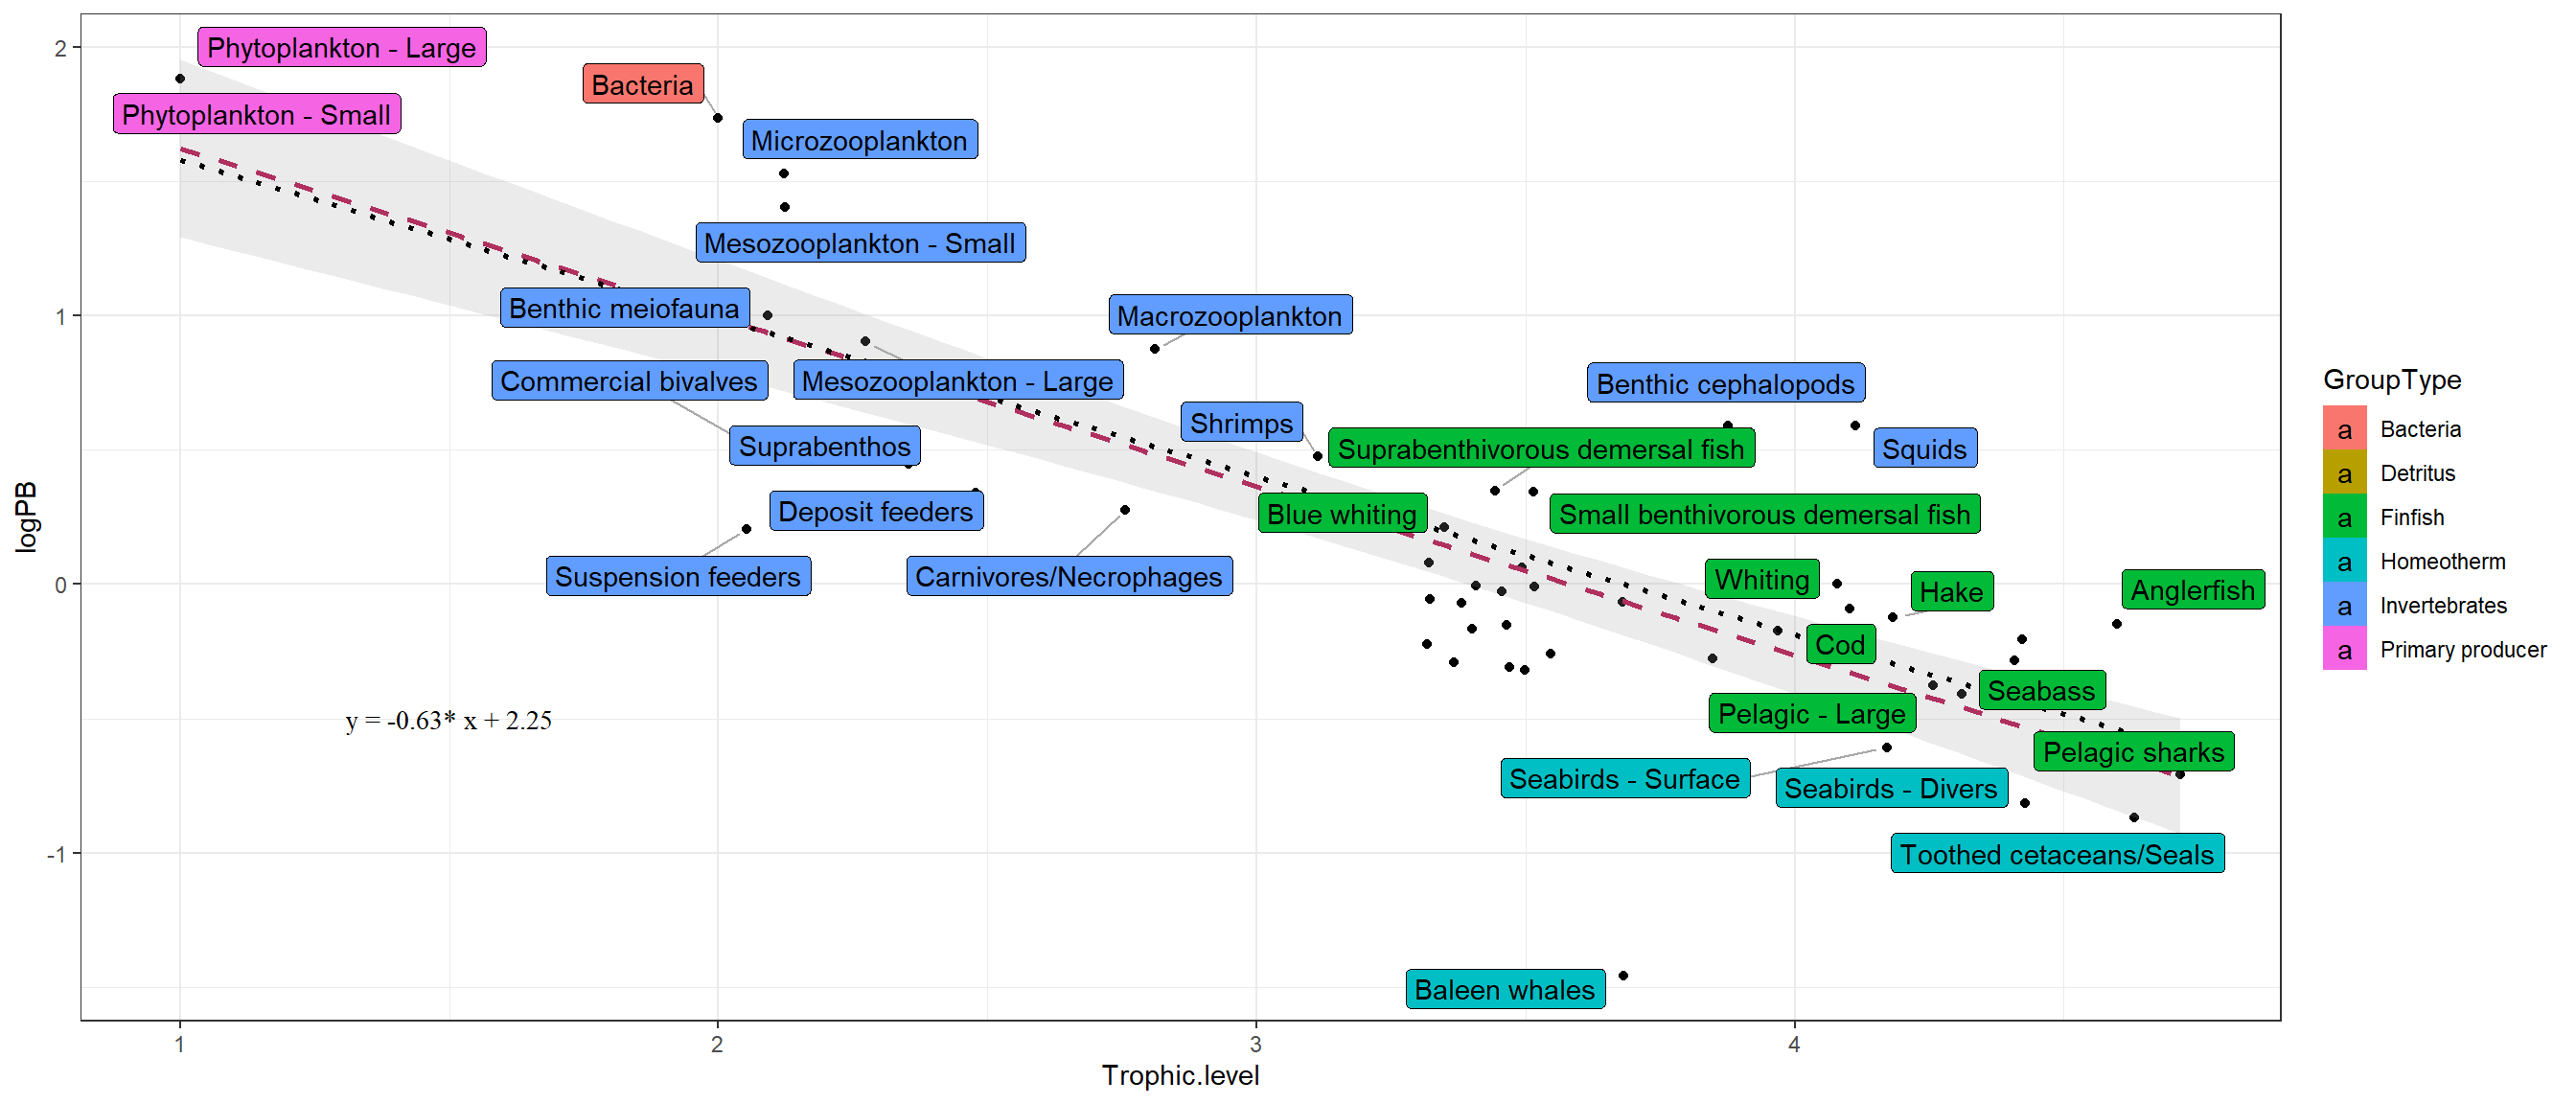 Phytoplankton - Large
Phytoplankton - Small
Bacteria
Microzooplankton
Mesozooplankton - Small
Benthic meiofauna
Macrozooplankton
Commercial bivalves
Mesozooplankton - Large
Benthic cephalopods
Shrimps
Suprabenthos
Suprabenthivorous demersal fish
Squids
Deposit feeders
Blue whiting
Small benthivorous demersal fish
Suspension feeders
Carnivores/Necrophages
Whiting
Hake
Anglerfish
Cod
Seabass
Pelagic - Large
Pelagic sharks
Seabirds - Surface
Seabirds - Divers
Toothed cetaceans/Seals
Baleen whales
y = -0.63* x + 2.25
2
1
0
-1
logPB
1
2
3
4
Trophic.level
GroupType
a Bacteria
a Detritus
a Finfish
a Homeotherm
a Invertebrates
a Primary producer